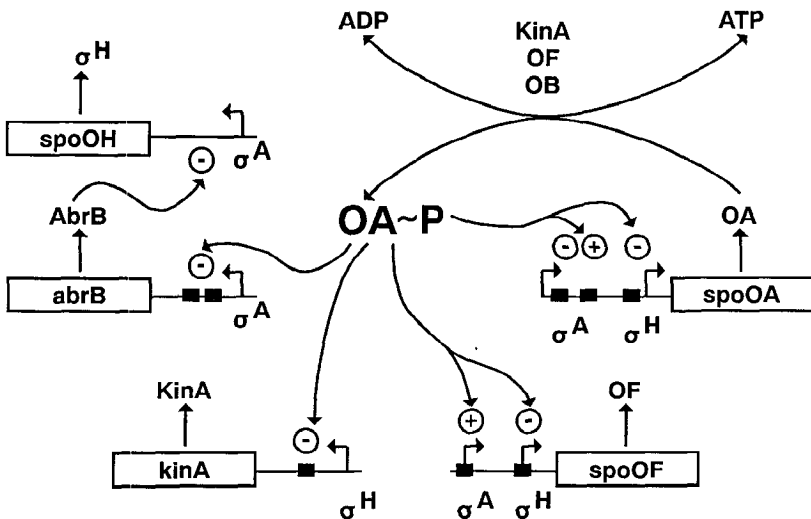 ADP
KinA
OF
OB
ATP
σH
spoOH
-
σA
AbrB
OA~P
OA
-
-
+
-
abrB
σA
spoOA
σA
σH
KinA
-
+
-
OF
kinA
σH
spoOF
σA
σH